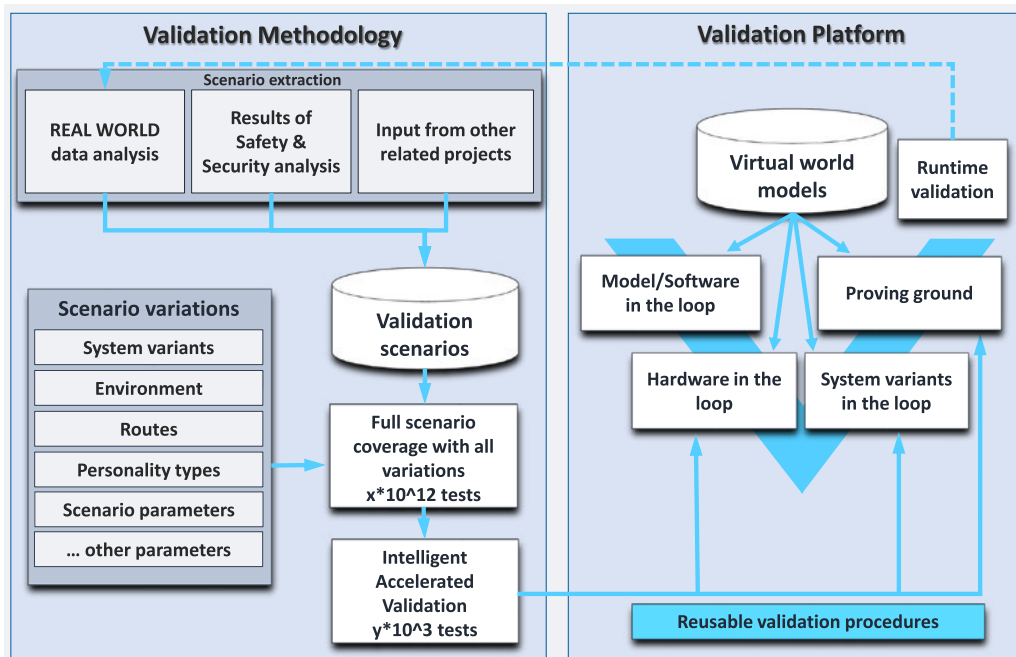 Validation Methodology
Scenario extraction
REAL WORLD
data analysis
Results of
Safety &
Security analysis
Input from other
related projects
Scenario variations
System variants
Environment
Routes
Personality types
Scenario parameters
... other parameters
Validation
scenarios
Full scenario
coverage with all
variations
x*10^12 tests
Intelligent
Accelerated
Validation
y*10^3 tests
Validation Platform
Virtual world
models
Runtime
validation
Model/Software
in the loop
Proving ground
Hardware in the
loop
System variants
in the loop
Reusable validation procedures